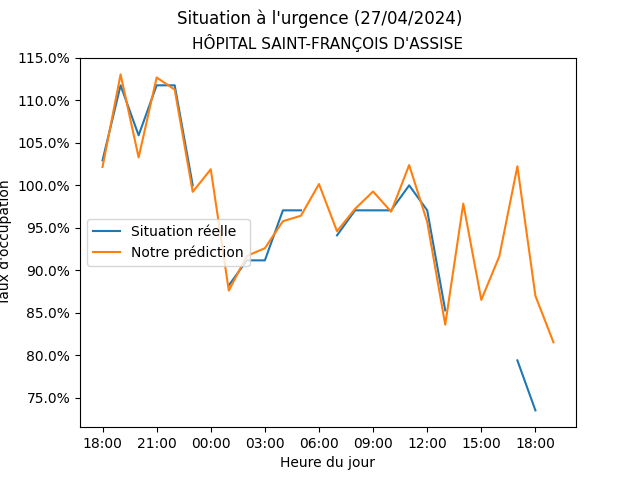 Situation à l'urgence (27/04/2024)
HÔPITAL SAINT-FRANÇOIS D'ASSISE
115.0%
110.0%
105.0%
100.0%
95.0%
90.0%
85.0%
80.0%
75.0%
Taux d'occupation
Situation réelle
Notre prédiction
18:00 21:00 00:00 03:00 06:00 09:00 12:00 15:00 18:00
Heure du jour